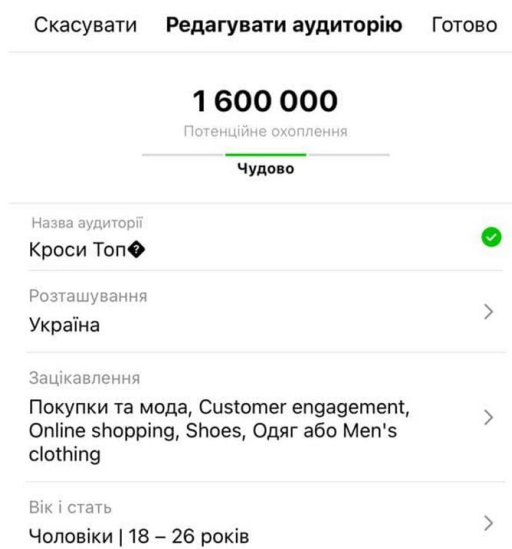 Скасувати Редагувати аудиторію Готово
1 600 000
Потенційне охоплення
Чудово
Назва аудиторії
Кроси Топ�
Розташування
Україна
Зацікавлення
Покупки та мода, Customer engagement,
Online shopping, Shoes, Одяг або Men's
clothing
Вік і стать
Чоловіки | 18 – 26 років